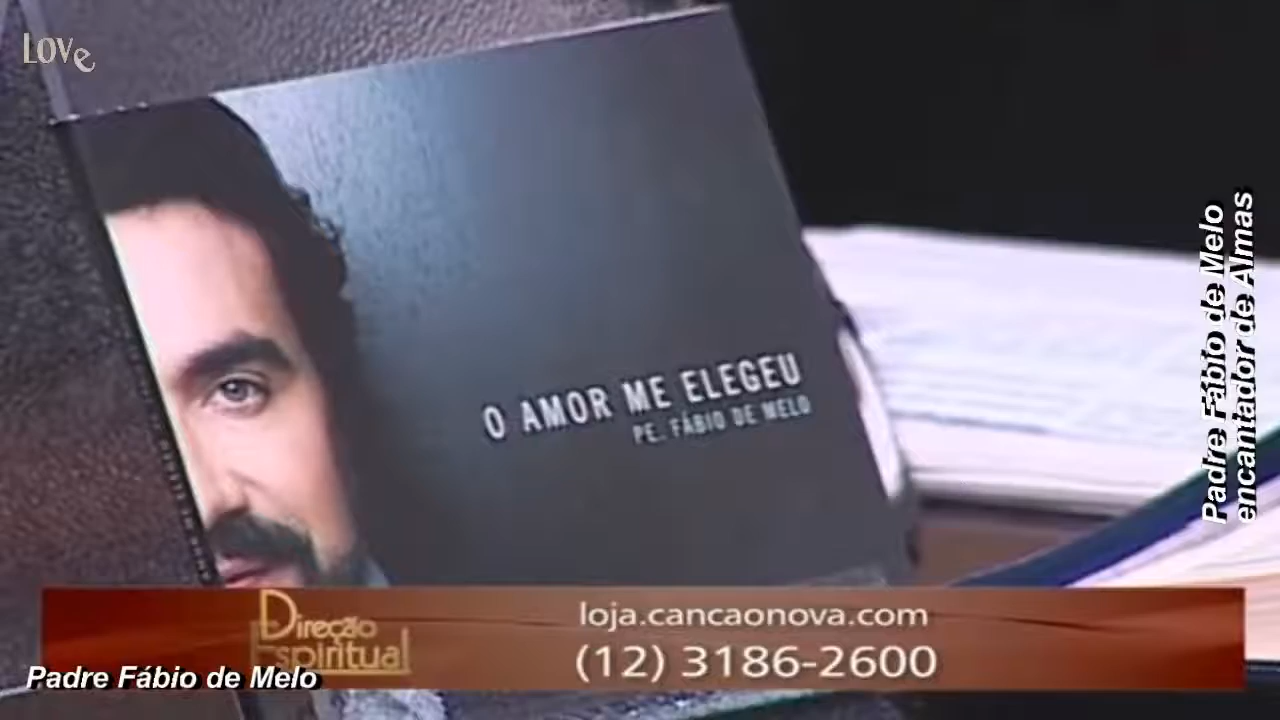 Love
O AMOR ME ELEGEU
PE. FÁBIO DE MELO
Padre Fábio de Melo
encantador de Almas
Direção
Espiritual
loja.cancaonova.com
(12) 3186-2600
Padre Fábio de Melo